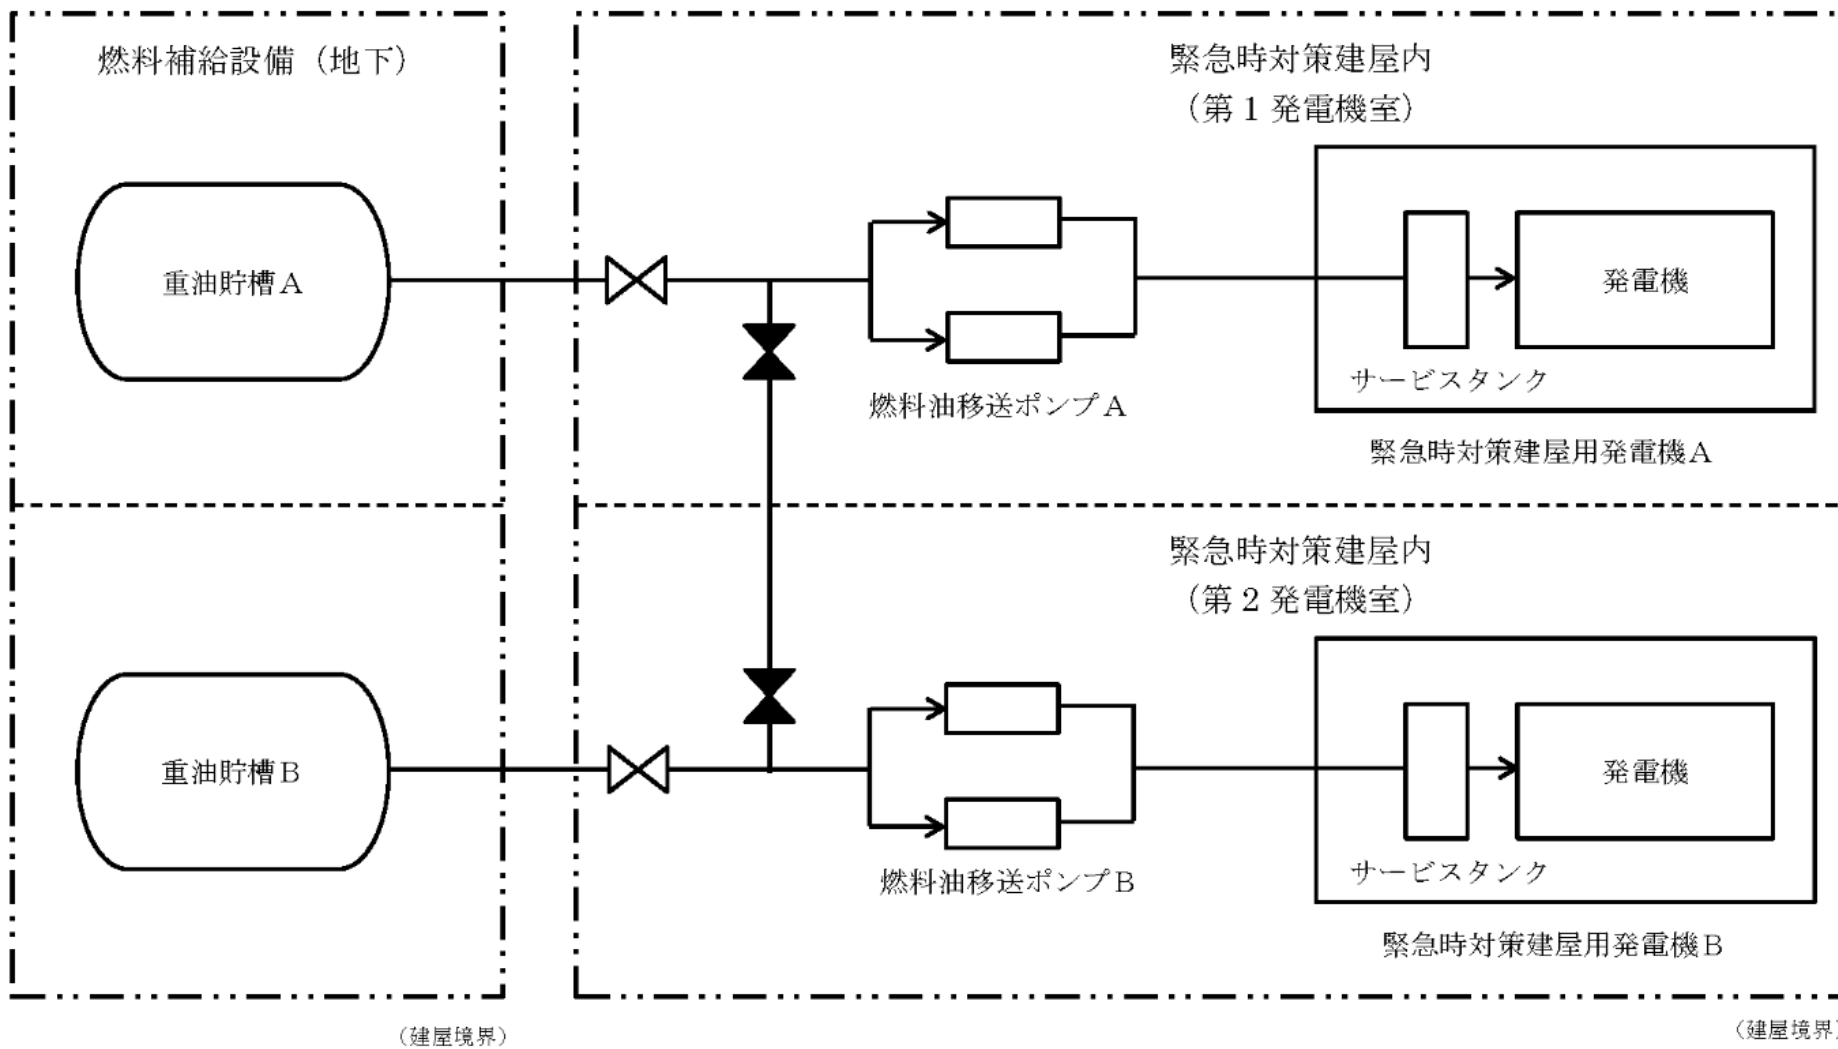 燃料補給設備（地下）
緊急時対策建屋内
（第１発電機室）
重油貯槽Ａ
発電機
サービスタンク
燃料油移送ポンプＡ
緊急時対策建屋用発電機Ａ
緊急時対策建屋内
（第２発電機室）
重油貯槽Ｂ
発電機
サービスタンク
燃料油移送ポンプＢ
緊急時対策建屋用発電機Ｂ
（建屋境界）
（建屋境界）